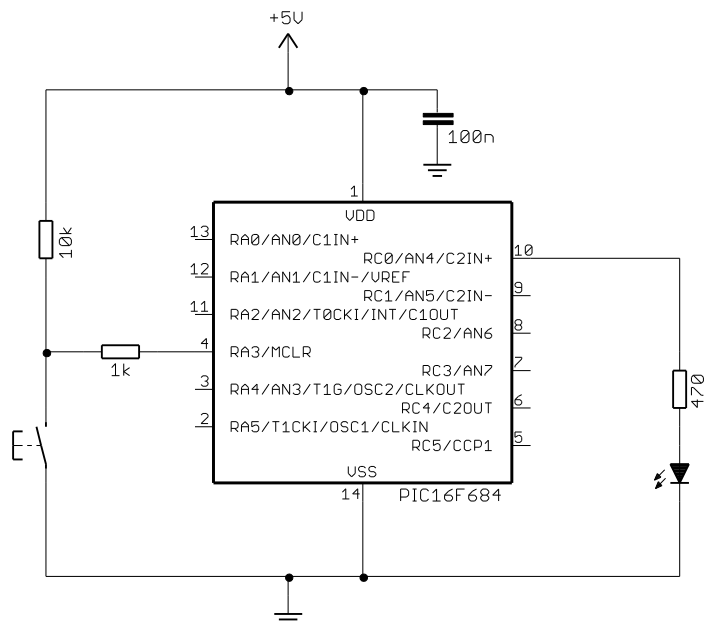 +5V
100n
1
VDD
13
RA0/AN0/C1IN+
10
RC0/AN4/C2IN+
10k
12
RA1/AN1/C1IN-/VREF
9
RC1/AN5/C2IN-
11
RA2/AN2/T0CKI/INT/C1OUT
8
RC2/AN6
4
RA3/MCLR
1k
7
RC3/AN7
3
RA4/AN3/T1G/OSC2/CLKOUT
470
6
RC4/C2OUT
2
RA5/T1CKI/OSC1/CLKIN
5
RC5/CCP1
VSS
14
PIC16F684